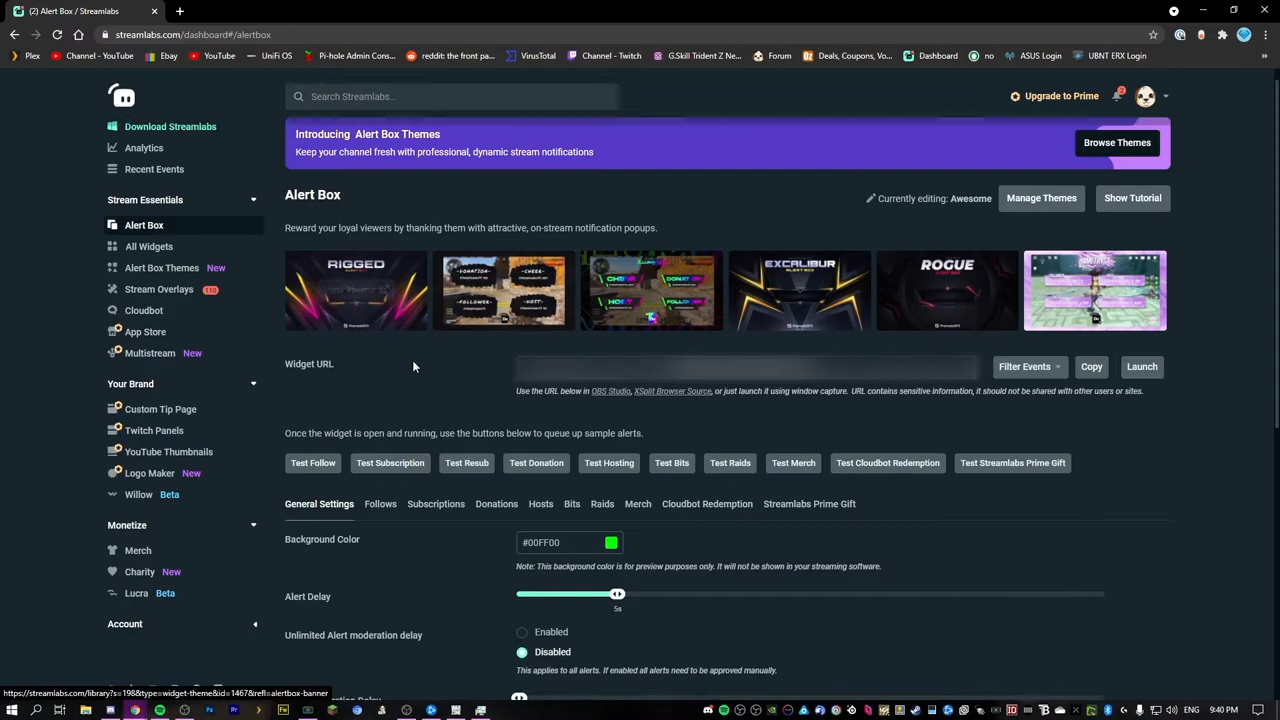 (2) Alert Box / Streamlabs
streamlabs.com/dashboard#/alertbox
Plex
Channel - YouTube
Ebay
YouTube
UniFi OS
Pi-hole Admin Cons...
reddit: the front pa...
VirusTotal
Channel - Twitch
G.Skill Trident Z Ne...
Forum
Deals, Coupons, Vo...
Dashboard
no
ASUS Login
UBNT ERX Login
Search Streamlabs...
Upgrade to Prime
2
Download Streamlabs
Analytics
Recent Events
Stream Essentials
Alert Box
All Widgets
Alert Box Themes New
Stream Overlays 110
Cloudbot
App Store
Multistream New
Your Brand
Custom Tip Page
Twitch Panels
YouTube Thumbnails
Logo Maker New
Willow Beta
Monetize
Merch
Charity New
Lucra Beta
Account
Introducing Alert Box Themes
Keep your channel fresh with professional, dynamic stream notifications
Browse Themes
Alert Box
Currently editing: Awesome
Manage Themes
Show Tutorial
Reward your loyal viewers by thanking them with attractive, on-stream notification popups.
RIGGED
-DONATION-
-CHEER-
-FOLLOWER-
-HOST-
CHEER
DONATION
HOST
FOLLOWER
EXCALIBUR
ALERT BOX
ROGUE
Widget URL
Filter Events
Copy
Launch
Use the URL below in OBS Studio, XSplit Browser Source, or just launch it using window capture. URL contains sensitive information, it should not be shared with other users or sites.
Once the widget is open and running, use the buttons below to queue up sample alerts.
Test Follow
Test Subscription
Test Resub
Test Donation
Test Hosting
Test Bits
Test Raids
Test Merch
Test Cloudbot Redemption
Test Streamlabs Prime Gift
General Settings
Follows
Subscriptions
Donations
Hosts
Bits
Raids
Merch
Cloudbot Redemption
Streamlabs Prime Gift
Background Color
#00FF00
Note: This background color is for preview purposes only. It will not be shown in your streaming software.
Alert Delay
5s
Unlimited Alert moderation delay
Enabled
Disabled
This applies to all alerts. If enabled all alerts need to be approved manually.
https://streamlabs.com/library?s=198&type=widget-theme&id=1467&refl=alertbox-banner
9:40 PM